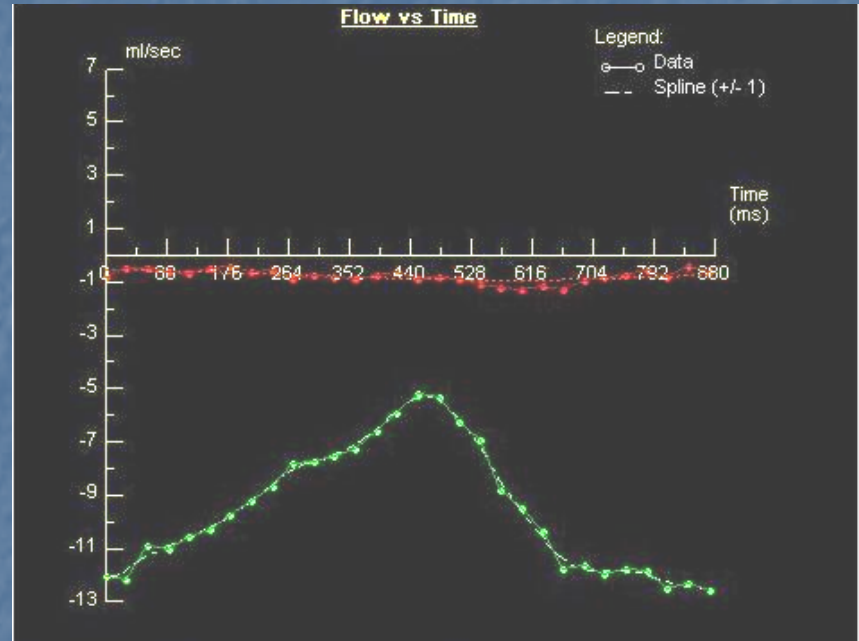 Flow vs Time
ml/sec
Legend:
Data
Spline (+/- 1)
7
5
3
1
Time
(ms)
0 88 176 264 352 440 528 616 704 792 880
-1
-3
-5
-7
-9
-11
-13